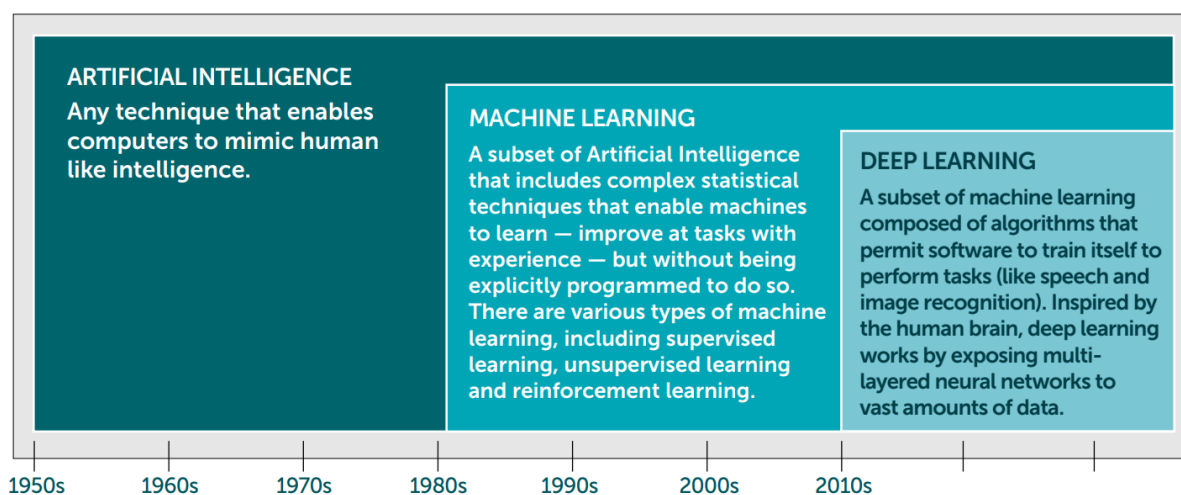 ARTIFICIAL INTELLIGENCE
Any technique that enables
computers to mimic human
like intelligence.
MACHINE LEARNING
A subset of Artificial Intelligence
that includes complex statistical
techniques that enable machines
to learn — improve at tasks with
experience — but without being
explicitly programmed to do so.
There are various types of machine
learning, including supervised
learning, unsupervised learning
and reinforcement learning.
DEEP LEARNING
A subset of machine learning
composed of algorithms that
permit software to train itself to
perform tasks (like speech and
image recognition). Inspired by
the human brain, deep learning
works by exposing multi-
layered neural networks to
vast amounts of data.
1950s 1960s 1970s 1980s 1990s 2000s 2010s